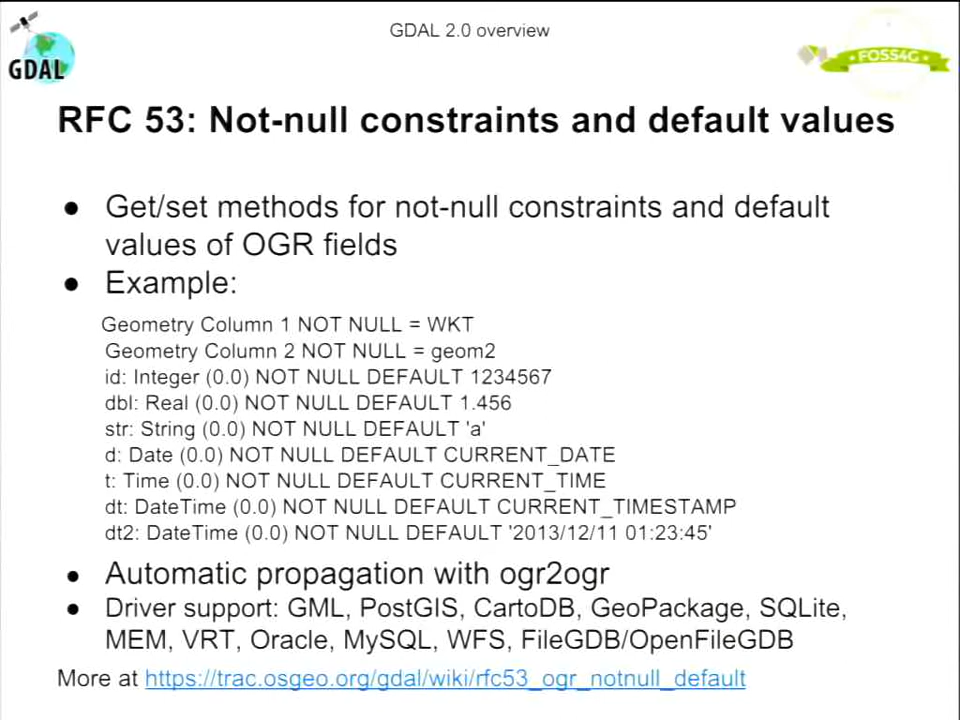 GDAL 2.0 overview
GDAL
FOSS4G
RFC 53: Not-null constraints and default values
● Get/set methods for not-null constraints and default
values of OGR fields
● Example:
Geometry Column 1 NOT NULL = WKT
Geometry Column 2 NOT NULL = geom2
id: Integer (0.0) NOT NULL DEFAULT 1234567
dbl: Real (0.0) NOT NULL DEFAULT 1.456
str: String (0.0) NOT NULL DEFAULT 'a'
d: Date (0.0) NOT NULL DEFAULT CURRENT_DATE
t: Time (0.0) NOT NULL DEFAULT CURRENT_TIME
dt: DateTime (0.0) NOT NULL DEFAULT CURRENT_TIMESTAMP
dt2: DateTime (0.0) NOT NULL DEFAULT '2013/12/11 01:23:45'
● Automatic propagation with ogr2ogr
● Driver support: GML, PostGIS, CartoDB, GeoPackage, SQLite,
MEM, VRT, Oracle, MySQL, WFS, FileGDB/OpenFileGDB
More at https://trac.osgeo.org/gdal/wiki/rfc53_ogr_notnull_default